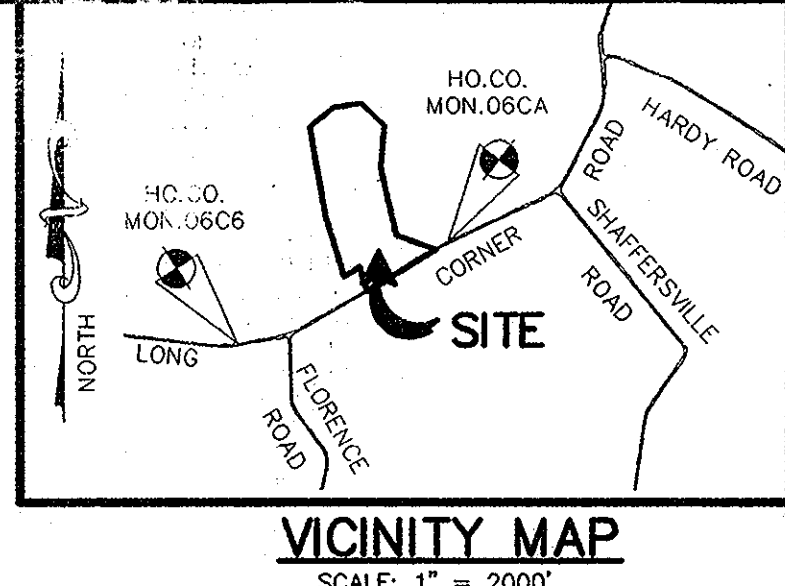 HO.CO.
MON.06CA
HARDY ROAD
ROAD
HO.CO.
MON.06C6
SHAFFERSVILLE
ROAD
CORNER
SITE
LONG
NORTH
FLORENCE
ROAD
VICINITY MAP
SCALE: 1" = 2000'